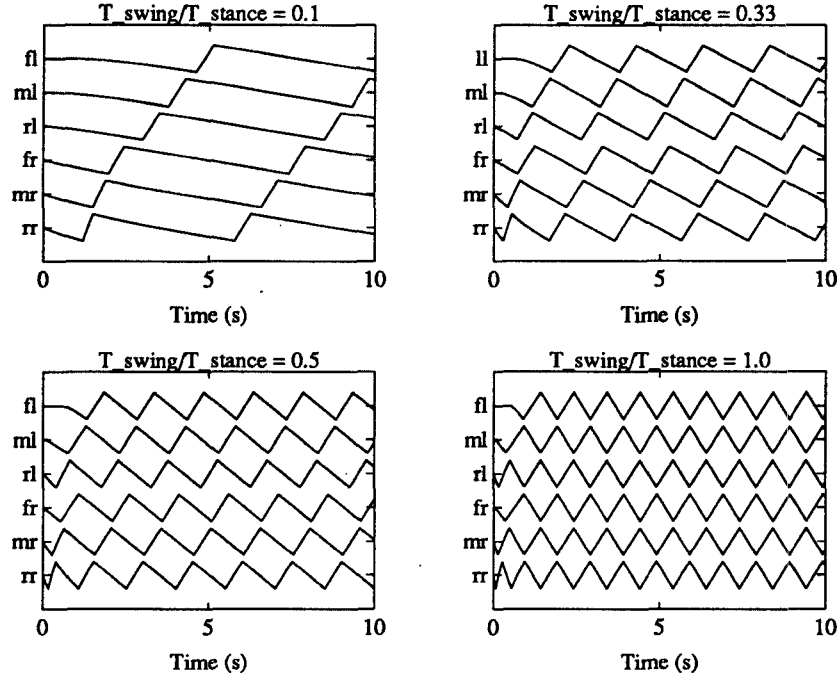 T_swing/T_stance = 0.1
fl
ml
rl
fr
mr
rr
0 5 10
Time (s)
T_swing/T_stance = 0.33
ll
ml
rl
fr
mr
rr
0 5 10
Time (s)
T_swing/T_stance = 0.5
fl
ml
rl
fr
mr
rr
0 5 10
Time (s)
T_swing/T_stance = 1.0
fl
ml
rl
fr
mr
rr
0 5 10
Time (s)